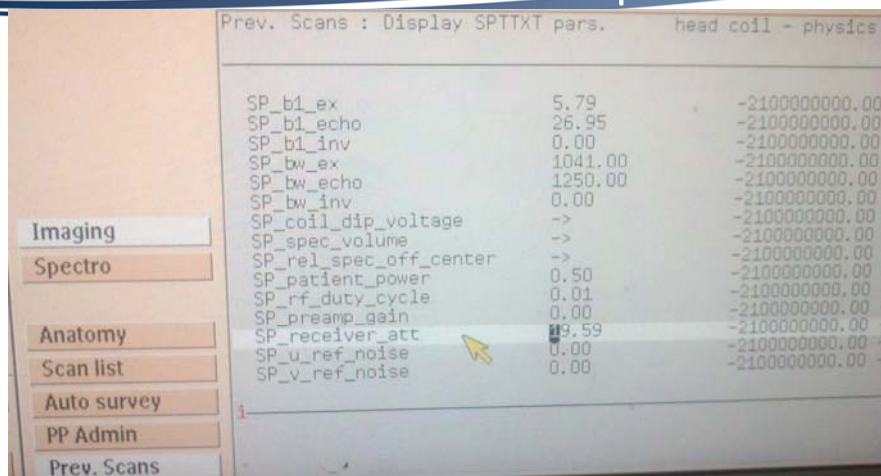 Prev. Scans : Display SPTTXT pars. head coil - physics
SP_b1_ex 5.79 -2100000000.00
SP_b1_echo 26.95 -2100000000.00
SP_b1_inv 0.00 -2100000000.00
SP_bw_ex 1041.00 -2100000000.00
SP_bw_echo 1250.00 -2100000000.00
SP_bw_inv 0.00 -2100000000.00
SP_coil_dip_voltage -> -2100000000.00
SP_spec_volume -> -2100000000.00
SP_rel_spec_off_center -> -2100000000.00
SP_patient_power 0.50 -2100000000.00
SP_rf_duty_cycle 0.01 -2100000000.00
SP_preamp_gain 0.00 -2100000000.00
SP_receiver_att 9.59 -2100000000.00
SP_u_ref_noise 0.00 -2100000000.00 -
SP_v_ref_noise 0.00 -2100000000.00 -
i
Imaging
Spectro
Anatomy
Scan list
Auto survey
PP Admin
Prev. Scans